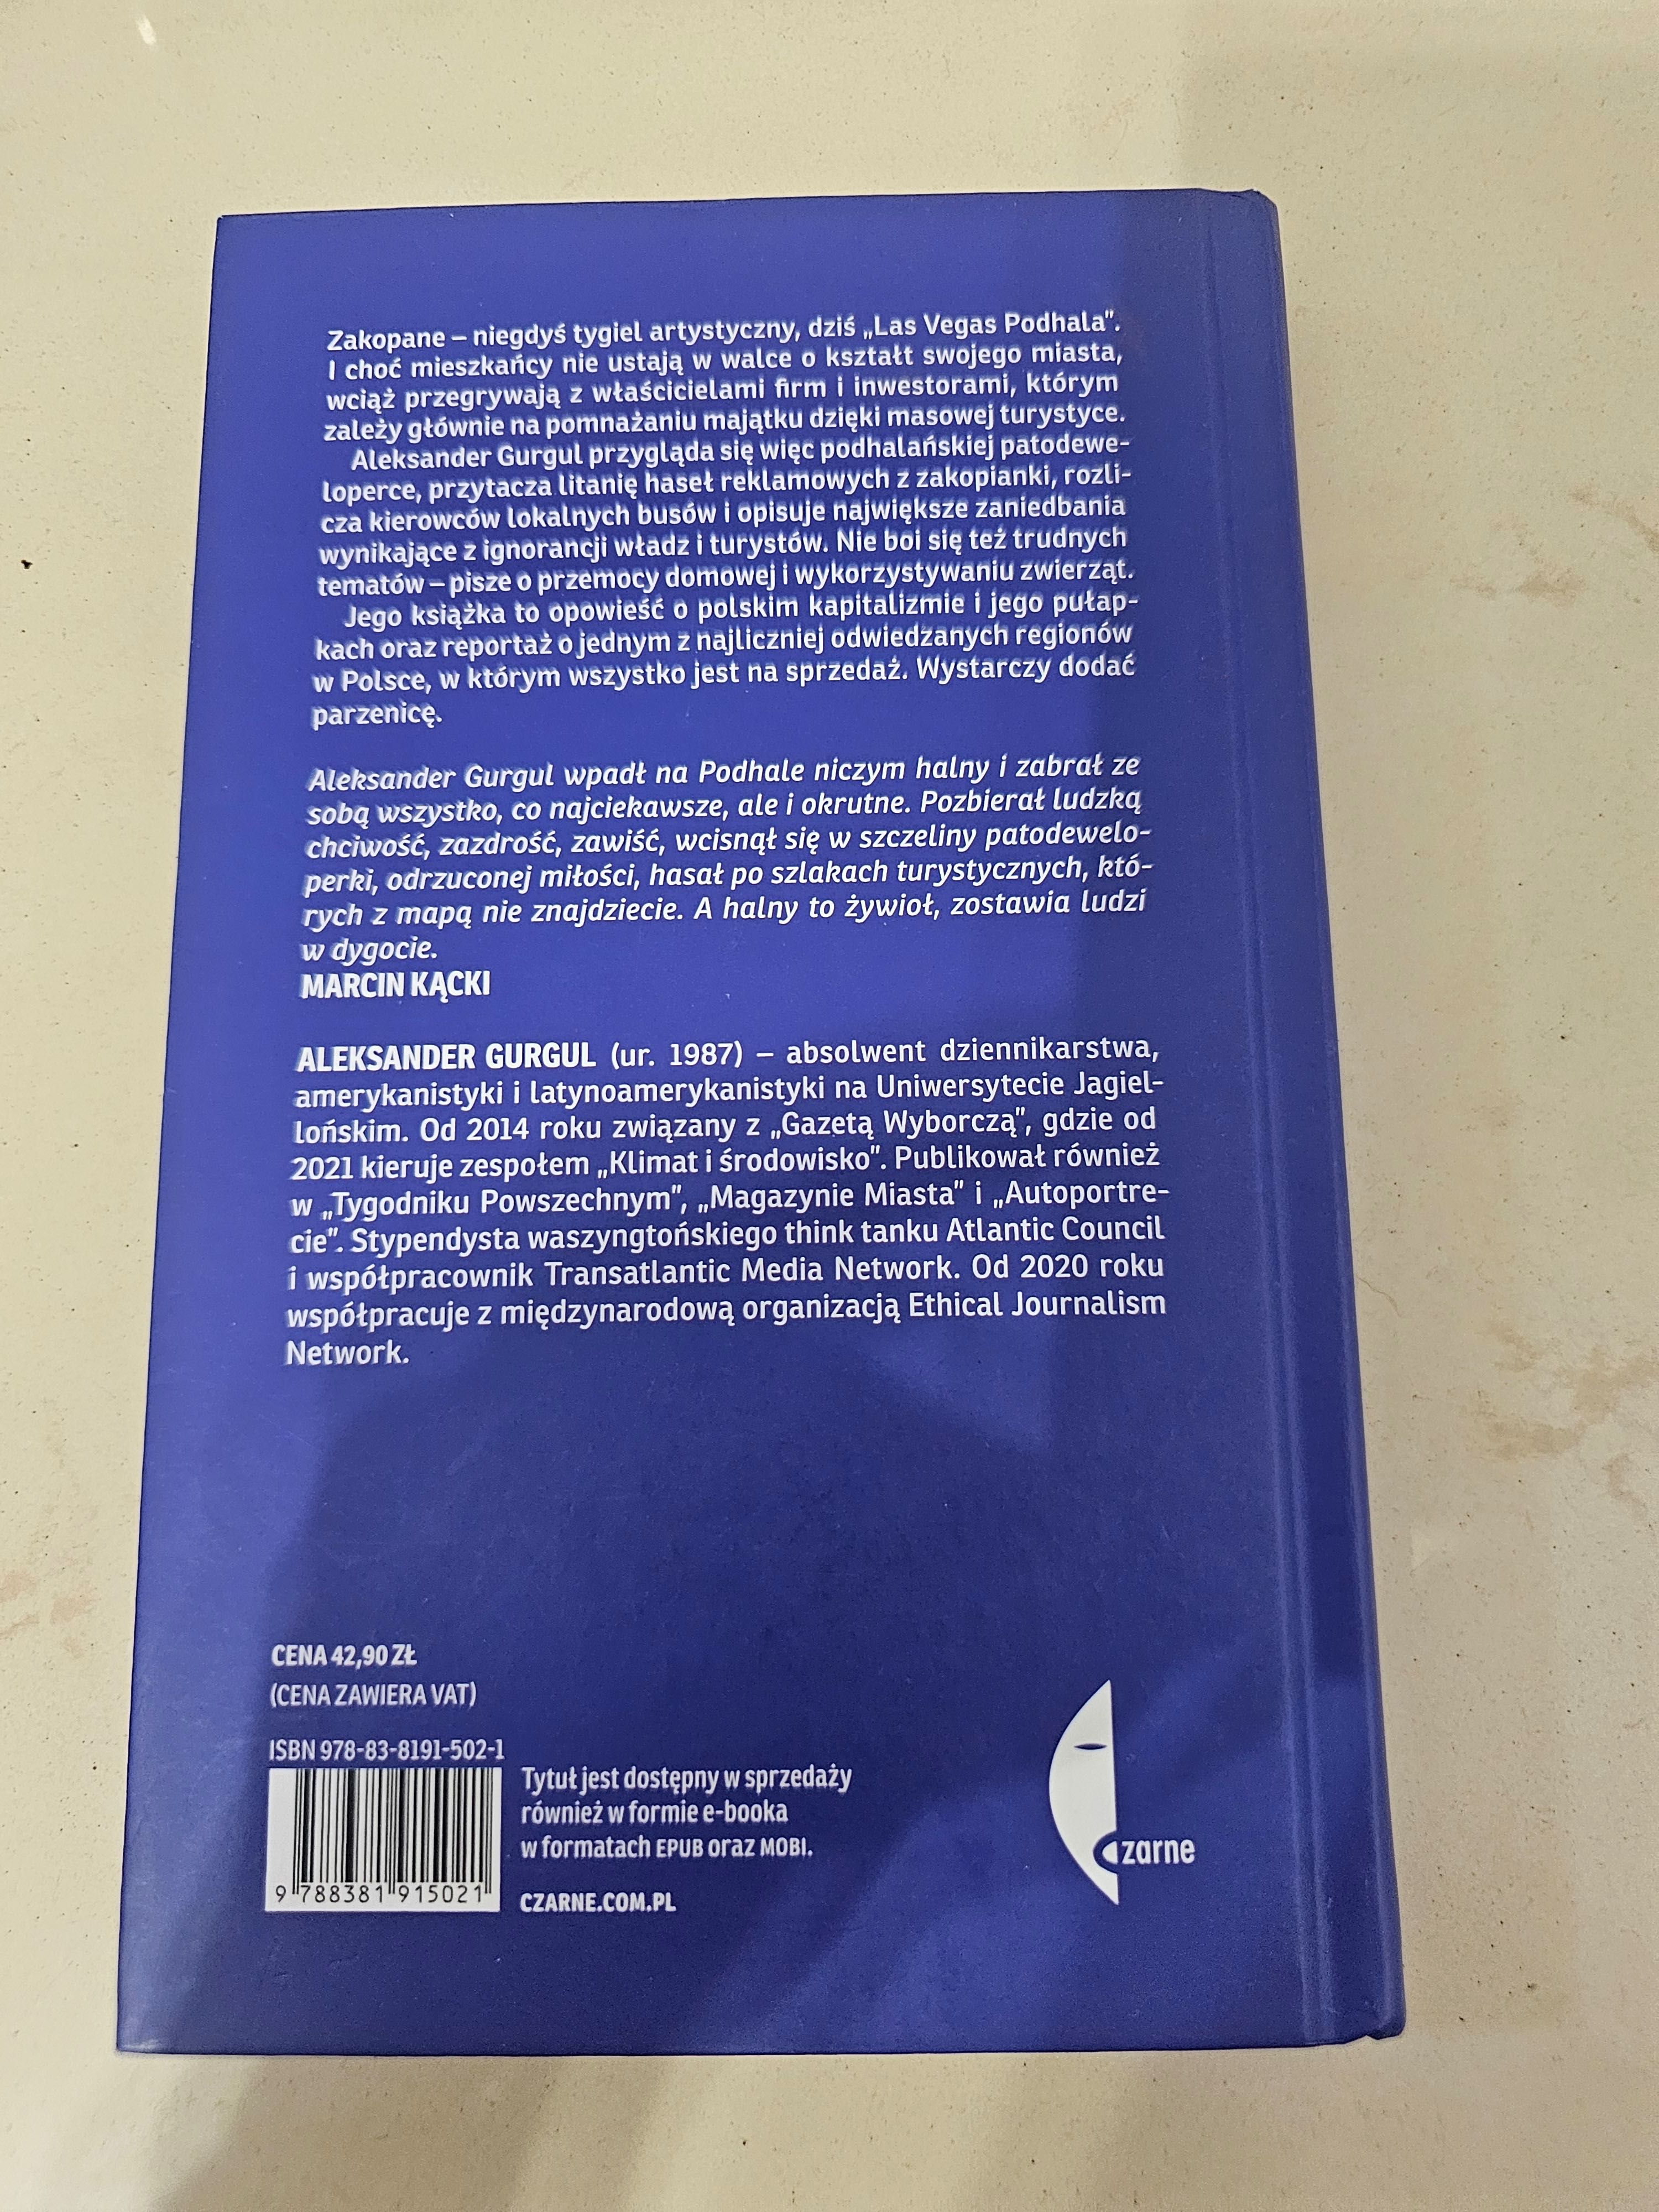 Zakopane – niegdyś tygiel artystyczny, dziś „Las Vegas Podhala”.
I choć mieszkańcy nie ustają w walce o kształt swojego miasta,
wciąż przegrywają z właścicielami firm i inwestorami, którym
zależy głównie na pomnażaniu majątku dzięki masowej turystyce.
Aleksander Gurgul przygląda się więc podhalańskiej patodewe-
loperce, przytacza litanię haseł reklamowych z zakopianki, rozli-
cza kierowców lokalnych busów i opisuje największe zaniedbania
wynikające z ignorancji władz i turystów. Nie boi się też trudnych
tematów – pisze o przemocy domowej i wykorzystywaniu zwierząt.
Jego książka to opowieść o polskim kapitalizmie i jego pułap-
kach oraz reportaż o jednym z najliczniej odwiedzanych regionów
w Polsce, w którym wszystko jest na sprzedaż. Wystarczy dodać
parzenicę.
Aleksander Gurgul wpadł na Podhale niczym halny i zabrał ze
sobą wszystko, co najciekawsze, ale i okrutne. Pozbierał ludzką
chciwość, zazdrość, zawiść, wcisnął się w szczeliny patodewelo-
perki, odrzuconej miłości, hasał po szlakach turystycznych, któ-
rych z mapą nie znajdziecie. A halny to żywioł, zostawia ludzi
w dygocie.
MARCIN KĄCKI
ALEKSANDER GURGUL (ur. 1987) – absolwent dziennikarstwa,
amerykanistyki i latynoamerykanistyki na Uniwersytecie Jagiel-
lońskim. Od 2014 roku związany z „Gazetą Wyborczą”, gdzie od
2021 kieruje zespołem „Klimat i środowisko”. Publikował również
w „Tygodniku Powszechnym”, „Magazynie Miasta” i „Autoportre-
cie”. Stypendysta waszyngtońskiego think tanku Atlantic Council
i współpracownik Transatlantic Media Network. Od 2020 roku
współpracuje z międzynarodową organizacją Ethical Journalism
Network.
CENA 42,90 ZŁ
(CENA ZAWIERA VAT)
ISBN 978-83-8191-502-1
9 788381 915021
Tytuł jest dostępny w sprzedaży
również w formie e-booka
w formatach EPUB oraz MOBI.
CZARNE.COM.PL
czarne